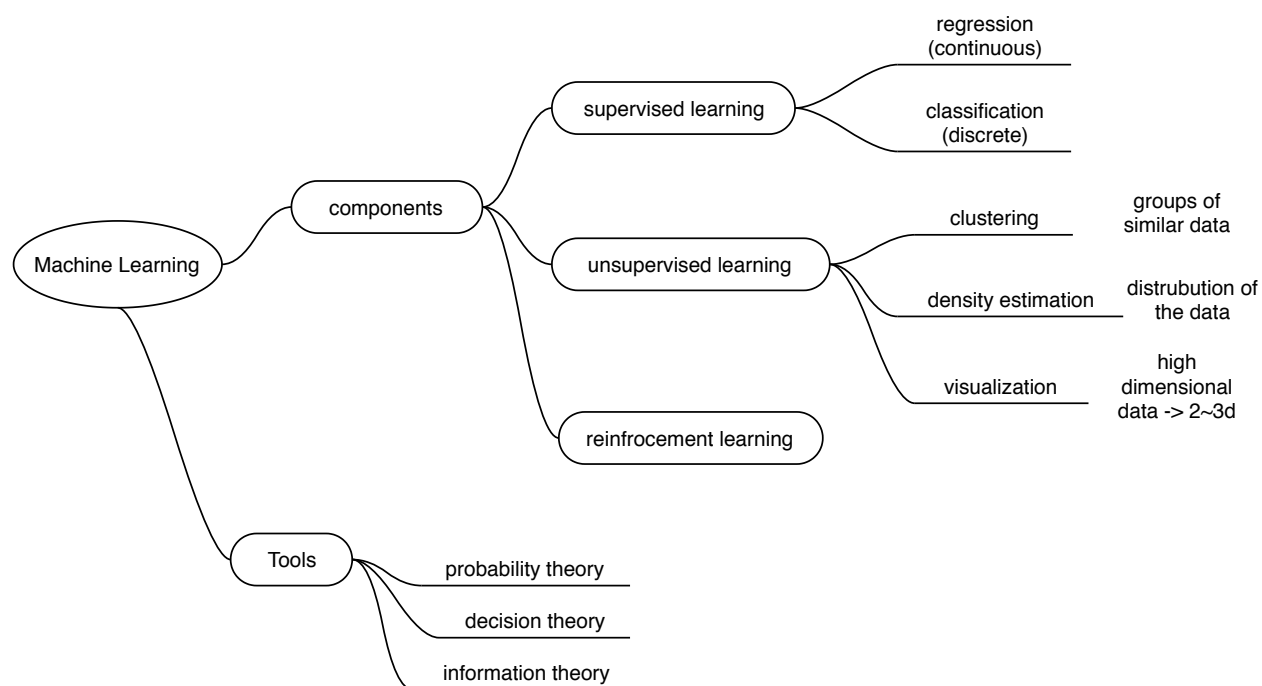 Machine Learning
components
supervised learning
regression
(continuous)
classification
(discrete)
unsupervised learning
clustering
groups of
similar data
density estimation
distrubution of
the data
visualization
high
dimensional
data -> 2~3d
reinfrocement learning
Tools
probability theory
decision theory
information theory